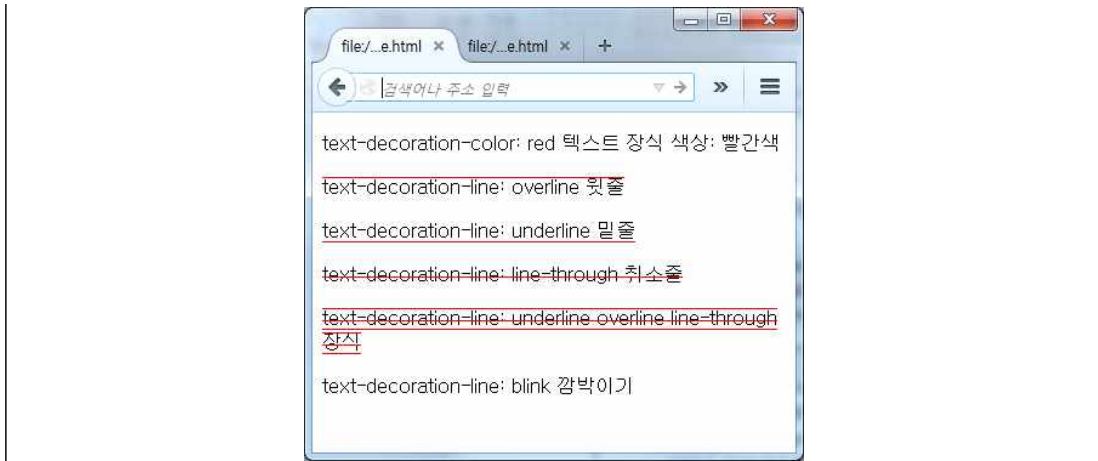 file:/...e.html × file:/...e.html × +
검색어나 주소 입력
text-decoration-color: red 텍스트 장식 색상: 빨간색
text-decoration-line: overline 윗줄
text-decoration-line: underline 밑줄
text-decoration-line: line-through 취소줄
text-decoration-line: underline overline line-through
장식
text-decoration-line: blink 깜박이기